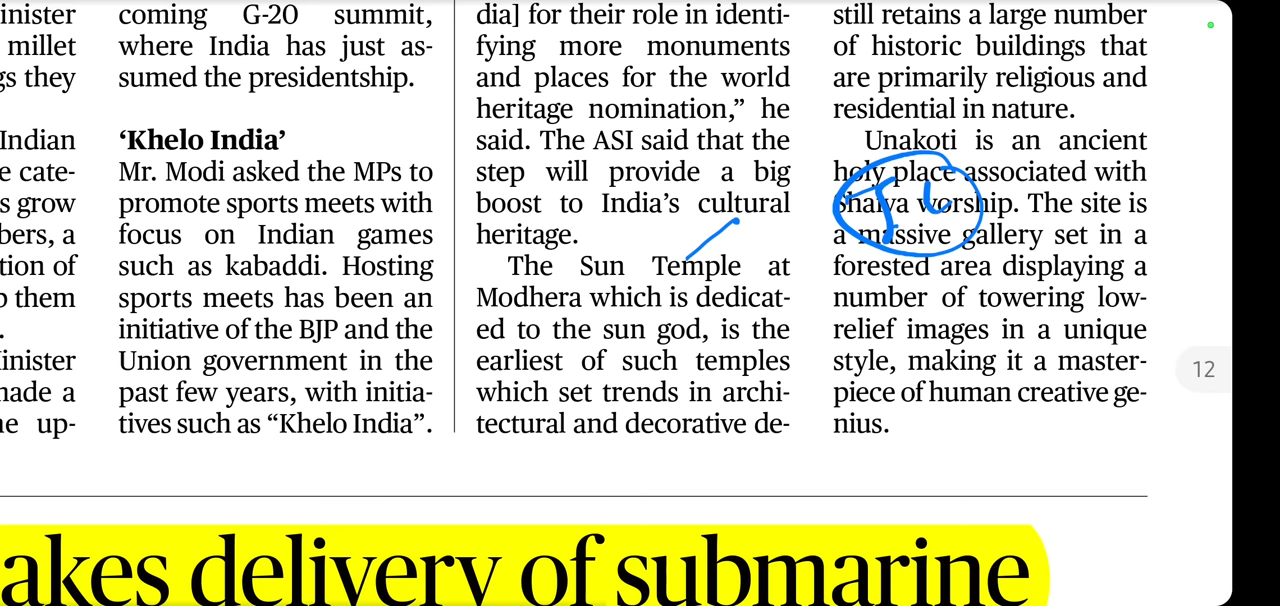 inister
millet
gs they
Indian
e cate-
s grow
bers, a
tion of
p them
.
inister
nade a
e up-
coming G-20 summit,
where India has just as-
sumed the presidentship.
‘Khelo India’
Mr. Modi asked the MPs to
promote sports meets with
focus on Indian games
such as kabaddi. Hosting
sports meets has been an
initiative of the BJP and the
Union government in the
past few years, with initia-
tives such as “Khelo India”.
dia] for their role in identi-
fying more monuments
and places for the world
heritage nomination,” he
said. The ASI said that the
step will provide a big
boost to India’s cultural
heritage.
The Sun Temple at
Modhera which is dedicat-
ed to the sun god, is the
earliest of such temples
which set trends in archi-
tectural and decorative de-
still retains a large number
of historic buildings that
are primarily religious and
residential in nature.
Unakoti is an ancient
holy place associated with
Shaiva worship. The site is
a massive gallery set in a
forested area displaying a
number of towering low-
relief images in a unique
style, making it a master-
piece of human creative ge-
nius.
12
akes delivery of submarine